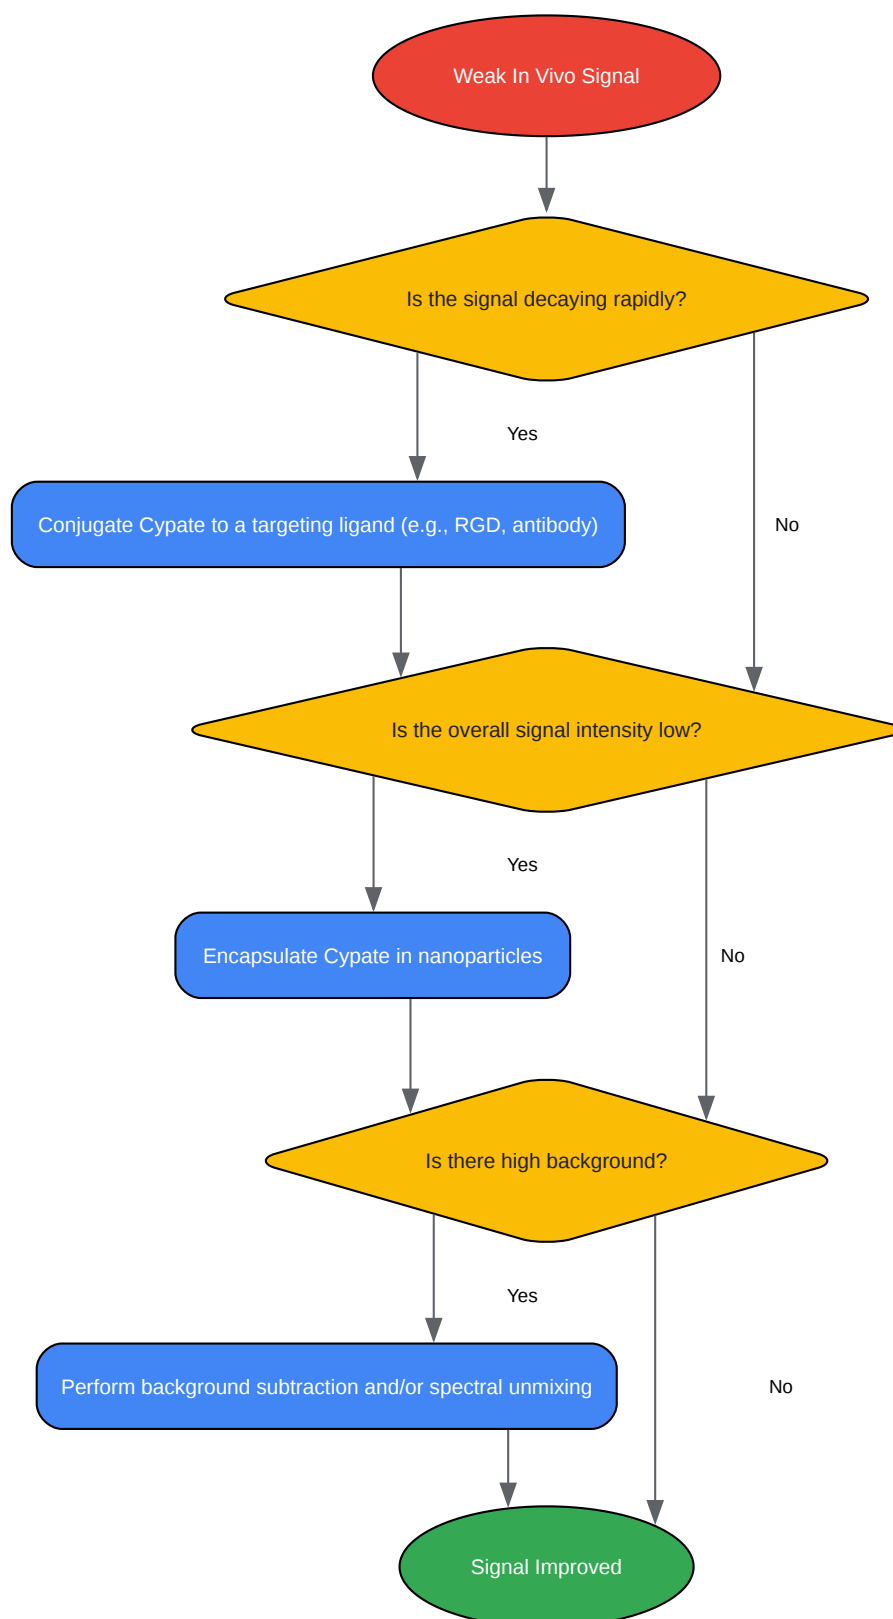 Weak In Vivo Signal
Is the signal decaying rapidly?
Yes
Conjugate Cypate to a targeting ligand (e.g., RGD, antibody)
No
Is the overall signal intensity low?
Yes
Encapsulate Cypate in nanoparticles
No
Is there high background?
Yes
Perform background subtraction and/or spectral unmixing
No
Signal Improved